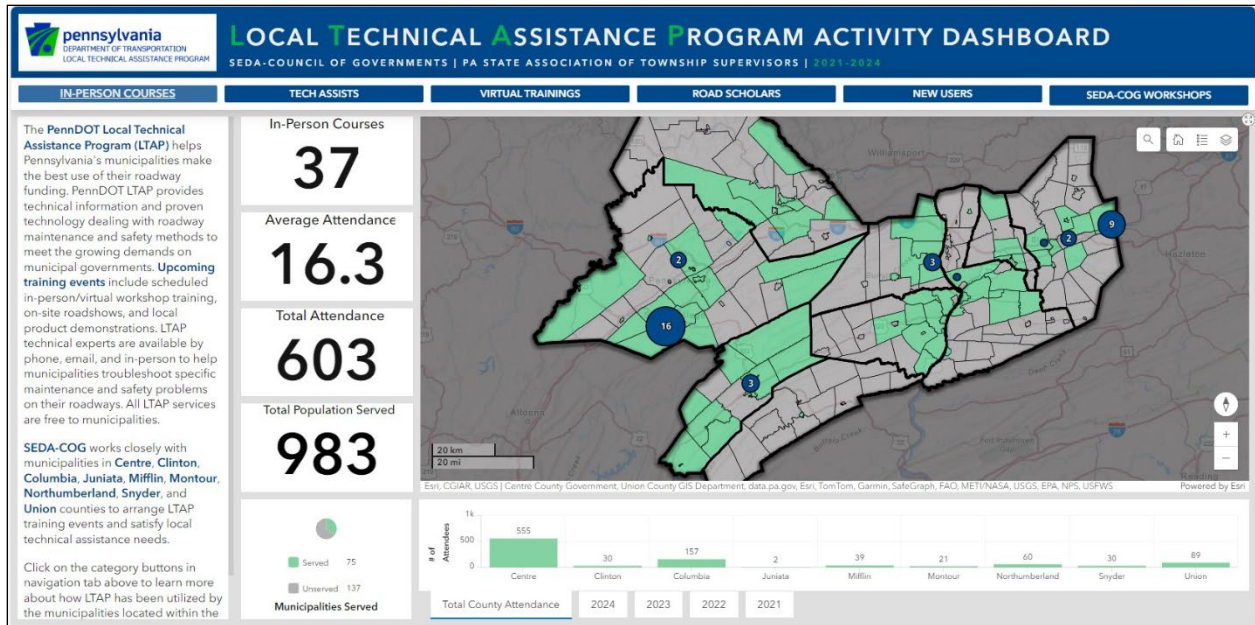 pennsylvania
DEPARTMENT OF TRANSPORTATION
LOCAL TECHNICAL ASSISTANCE PROGRAM
LOCAL TECHNICAL ASSISTANCE PROGRAM ACTIVITY DASHBOARD
SEDA-COUNCIL OF GOVERNMENTS | PA STATE ASSOCIATION OF TOWNSHIP SUPERVISORS | 2021-2024
IN-PERSON COURSES
TECH ASSISTS
VIRTUAL TRAININGS
ROAD SCHOLARS
NEW USERS
SEDA-COG WORKSHOPS
The PennDOT Local Technical
Assistance Program (LTAP) helps
Pennsylvania's municipalities make
the best use of their roadway
funding. PennDOT LTAP provides
technical information and proven
technology dealing with roadway
maintenance and safety methods to
meet the growing demands on
municipal governments. Upcoming
training events include scheduled
in-person/virtual workshop training,
on-site roadshows, and local
product demonstrations. LTAP
technical experts are available by
phone, email, and in-person to help
municipalities troubleshoot specific
maintenance and safety problems
on their roadways. All LTAP services
are free to municipalities.
SEDA-COG works closely with
municipalities in Centre, Clinton,
Columbia, Juniata, Mifflin, Montour,
Northumberland, Snyder, and
Union counties to arrange LTAP
training events and satisfy local
technical assistance needs.
Click on the category buttons in
navigation tab above to learn more
about how LTAP has been utilized by
the municipalities located within the
In-Person Courses
37
Average Attendance
16.3
Total Attendance
603
Total Population Served
983
Served 75
Unserved 137
Municipalities Served
Williamsport
9
2
3
2
Hazleton
16
3
Altoona
Reading
20 km
20 mi
Esri, CGIAR, USGS | Centre County Government, Union County GIS Department, data.pa.gov, Esri, TomTom, Garmin, SafeGraph, FAO, METI/NASA, USGS, EPA, NPS, USFWS
Powered by Esri
# of
Attendees
1k
500
0
555
30
157
2
39
21
60
30
89
Centre
Clinton
Columbia
Juniata
Mifflin
Montour
Northumberland
Snyder
Union
Total County Attendance
2024
2023
2022
2021